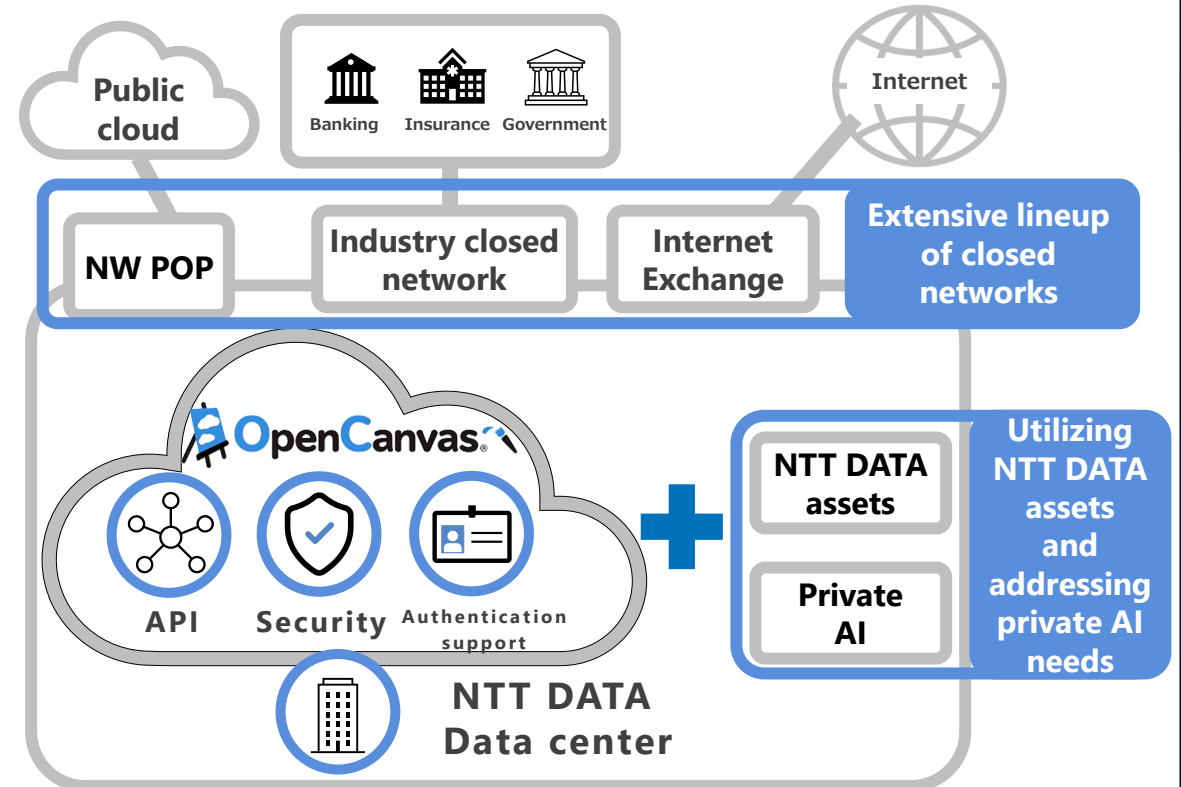 Public
cloud
Banking
Insurance
Government
Internet
NW POP
Industry closed
network
Internet
Exchange
Extensive lineup
of closed
networks
OpenCanvas®
API
Security
Authentication
support
NTT DATA
assets
Private
AI
Utilizing
NTT DATA
assets
and
addressing
private AI
needs
NTT DATA
Data center